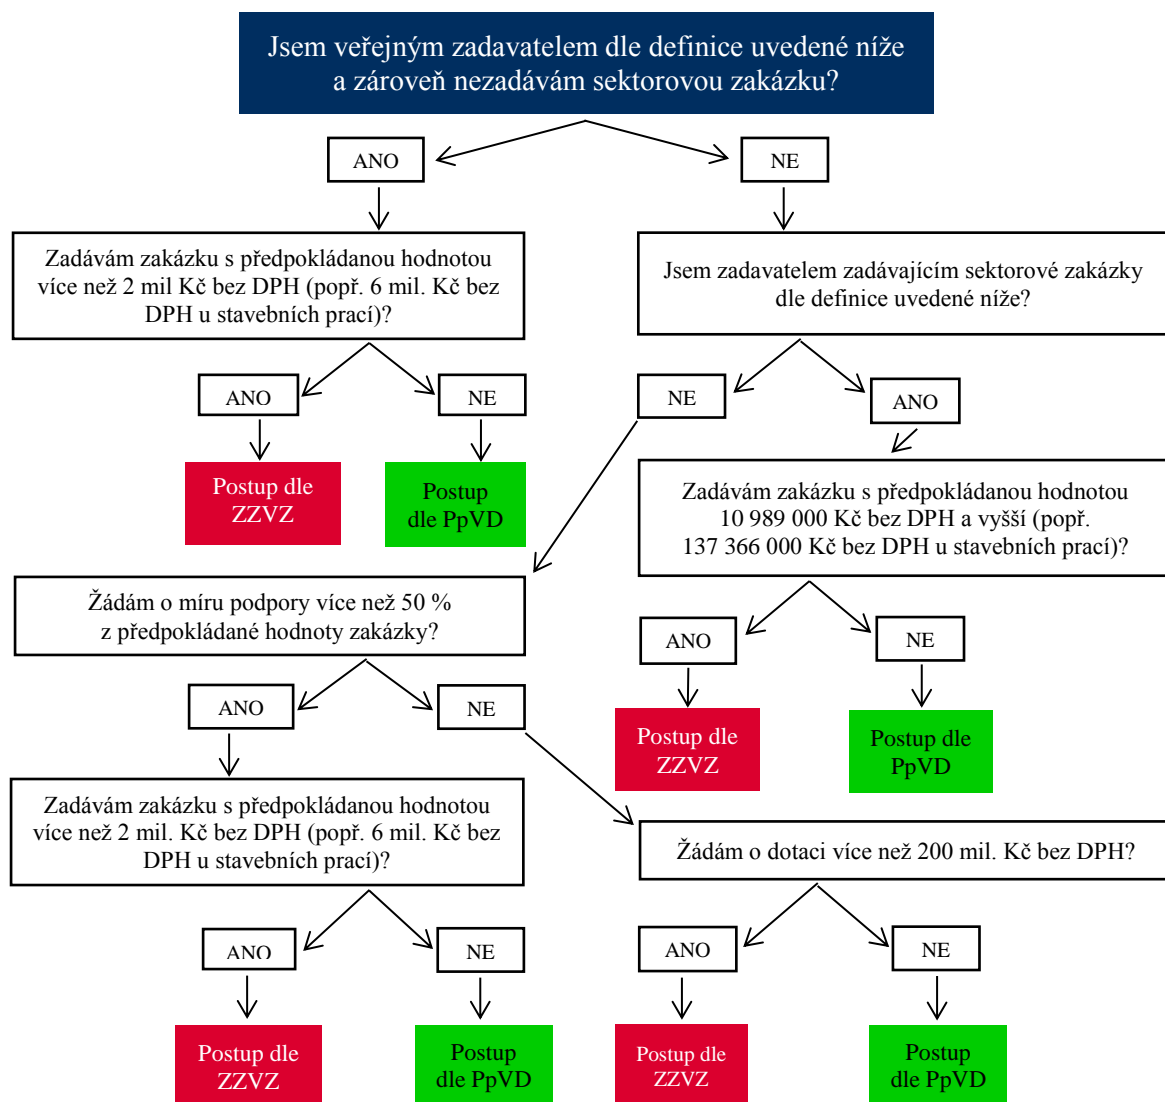 Jsem veřejným zadavatelem dle definice uvedené níže
a zároveň nezadávám sektorovou zakázku?
ANO
NE
Zadávám zakázku s předpokládanou hodnotou
více než 2 mil Kč bez DPH (popř. 6 mil. Kč bez
DPH u stavebních prací)?
Jsem zadavatelem zadávajícím sektorové zakázky
dle definice uvedené níže?
ANO
NE
NE
ANO
Postup dle
ZZVZ
Postup
dle PpVD
Zadávám zakázku s předpokládanou hodnotou
10 989 000 Kč bez DPH a vyšší (popř.
137 366 000 Kč bez DPH u stavebních prací)?
Žádám o míru podpory více než 50 %
z předpokládané hodnoty zakázky?
ANO
NE
ANO
NE
Postup dle
ZZVZ
Postup dle
PpVD
Zadávám zakázku s předpokládanou hodnotou
více než 2 mil. Kč bez DPH (popř. 6 mil. Kč bez
DPH u stavebních prací)?
Žádám o dotaci více než 200 mil. Kč bez DPH?
ANO
NE
ANO
NE
Postup dle
ZZVZ
Postup
dle PpVD
Postup dle
ZZVZ
Postup
dle PpVD